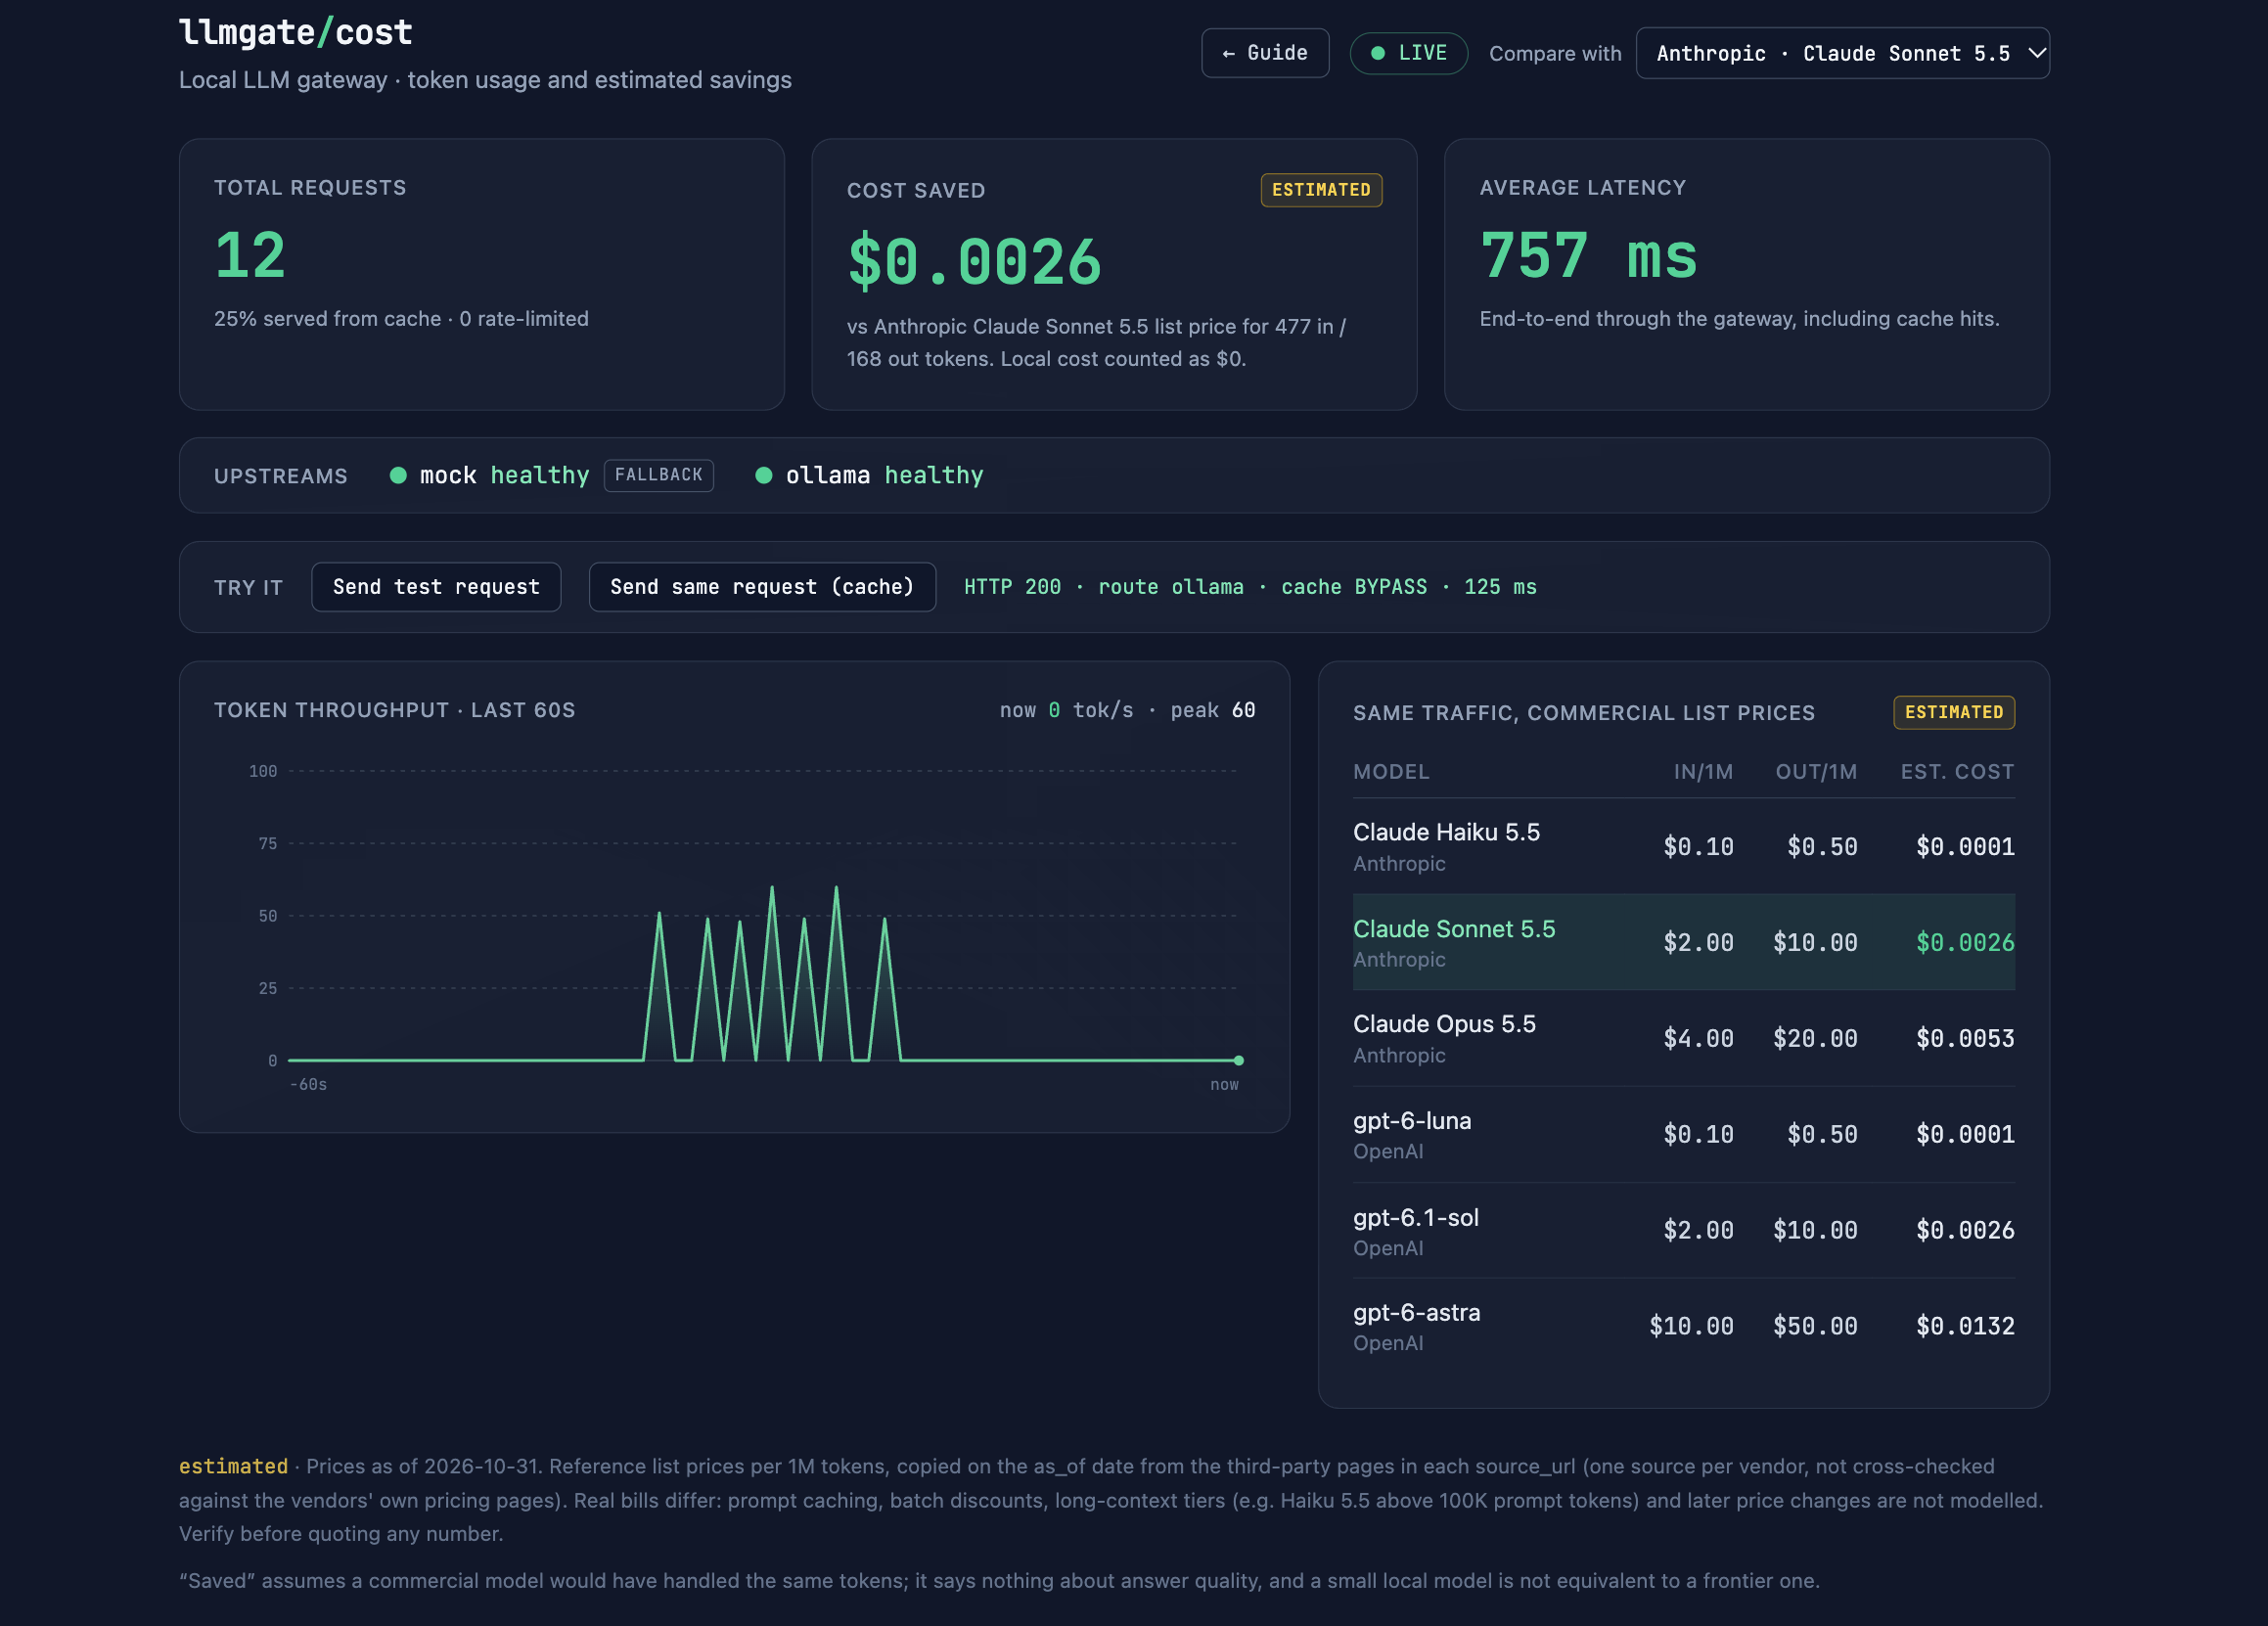 llmgate/cost
Local LLM gateway · token usage and estimated savings
← Guide
LIVE
Compare with
Anthropic · Claude Sonnet 5.5
TOTAL REQUESTS
12
25% served from cache · 0 rate-limited
COST SAVED
ESTIMATED
$0.0026
vs Anthropic Claude Sonnet 5.5 list price for 477 in /
168 out tokens. Local cost counted as $0.
AVERAGE LATENCY
757 ms
End-to-end through the gateway, including cache hits.
UPSTREAMS
mock healthy FALLBACK
ollama healthy
TRY IT
Send test request
Send same request (cache)
HTTP 200 · route ollama · cache BYPASS · 125 ms
TOKEN THROUGHPUT · LAST 60S
now 0 tok/s · peak 60
100
75
50
25
0
-60s
now
SAME TRAFFIC, COMMERCIAL LIST PRICES
ESTIMATED
MODEL IN/1M OUT/1M EST. COST
Claude Haiku 5.5
Anthropic
$0.10 $0.50 $0.0001
Claude Sonnet 5.5
Anthropic
$2.00 $10.00 $0.0026
Claude Opus 5.5
Anthropic
$4.00 $20.00 $0.0053
gpt-6-luna
OpenAI
$0.10 $0.50 $0.0001
gpt-6.1-sol
OpenAI
$2.00 $10.00 $0.0026
gpt-6-astra
OpenAI
$10.00 $50.00 $0.0132
estimated · Prices as of 2026-10-31. Reference list prices per 1M tokens, copied on the as_of date from the third-party pages in each source_url (one source per vendor, not cross-checked
against the vendors' own pricing pages). Real bills differ: prompt caching, batch discounts, long-context tiers (e.g. Haiku 5.5 above 100K prompt tokens) and later price changes are not modelled.
Verify before quoting any number.
“Saved” assumes a commercial model would have handled the same tokens; it says nothing about answer quality, and a small local model is not equivalent to a frontier one.